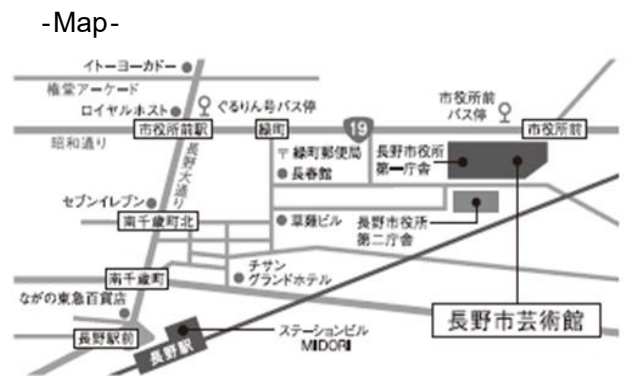 -Map-
イトーヨーカドー
権堂アーケード
ロイヤルホスト
ぐるりん号バス停
市役所前
バス停
市役所前駅
緑町
19
市役所前
昭和通り
長野大通り
〒緑町郵便局
長春館
長野市役所
第一庁舎
セブンイレブン
南千歳町北
草麺ビル
長野市役所
第二庁舎
南千歳町
チサン
グランドホテル
ながの東急百貨店
長野市芸術館
長野駅前
長野駅
ステーションビル
MIDORI